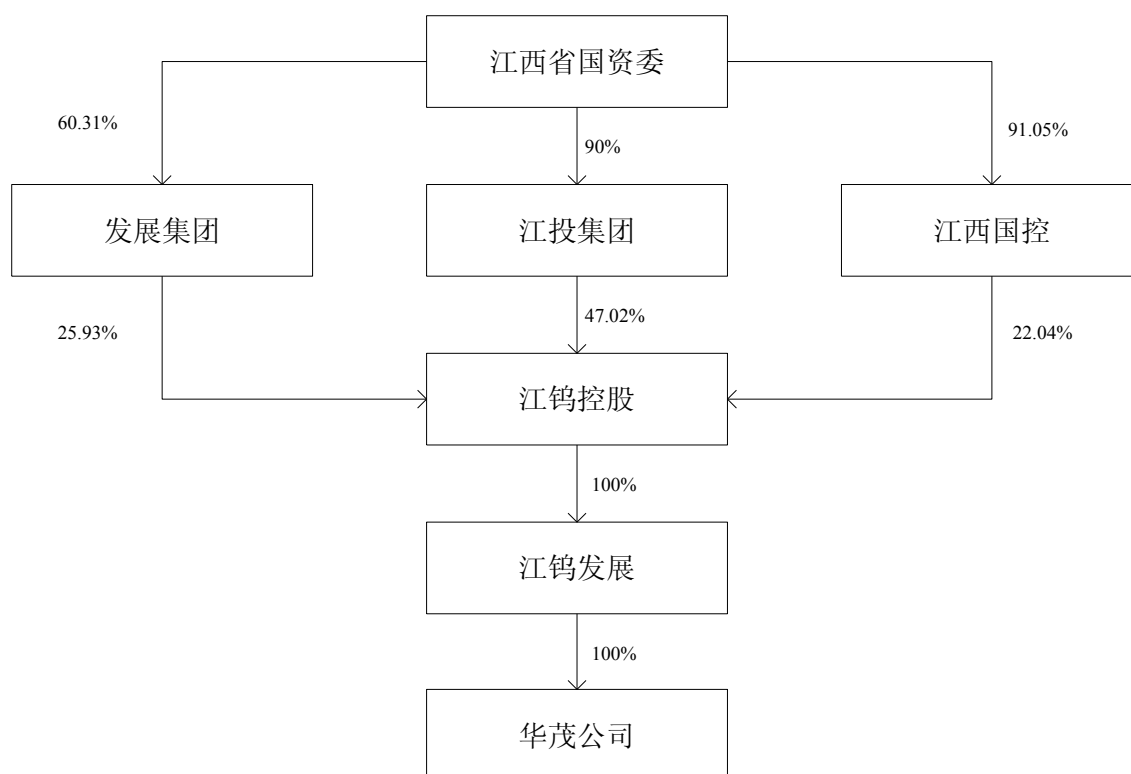 江西省国资委
60.31%
90%
91.05%
发展集团
江投集团
江西国控
25.93%
47.02%
22.04%
江钨控股
100%
江钨发展
100%
华茂公司